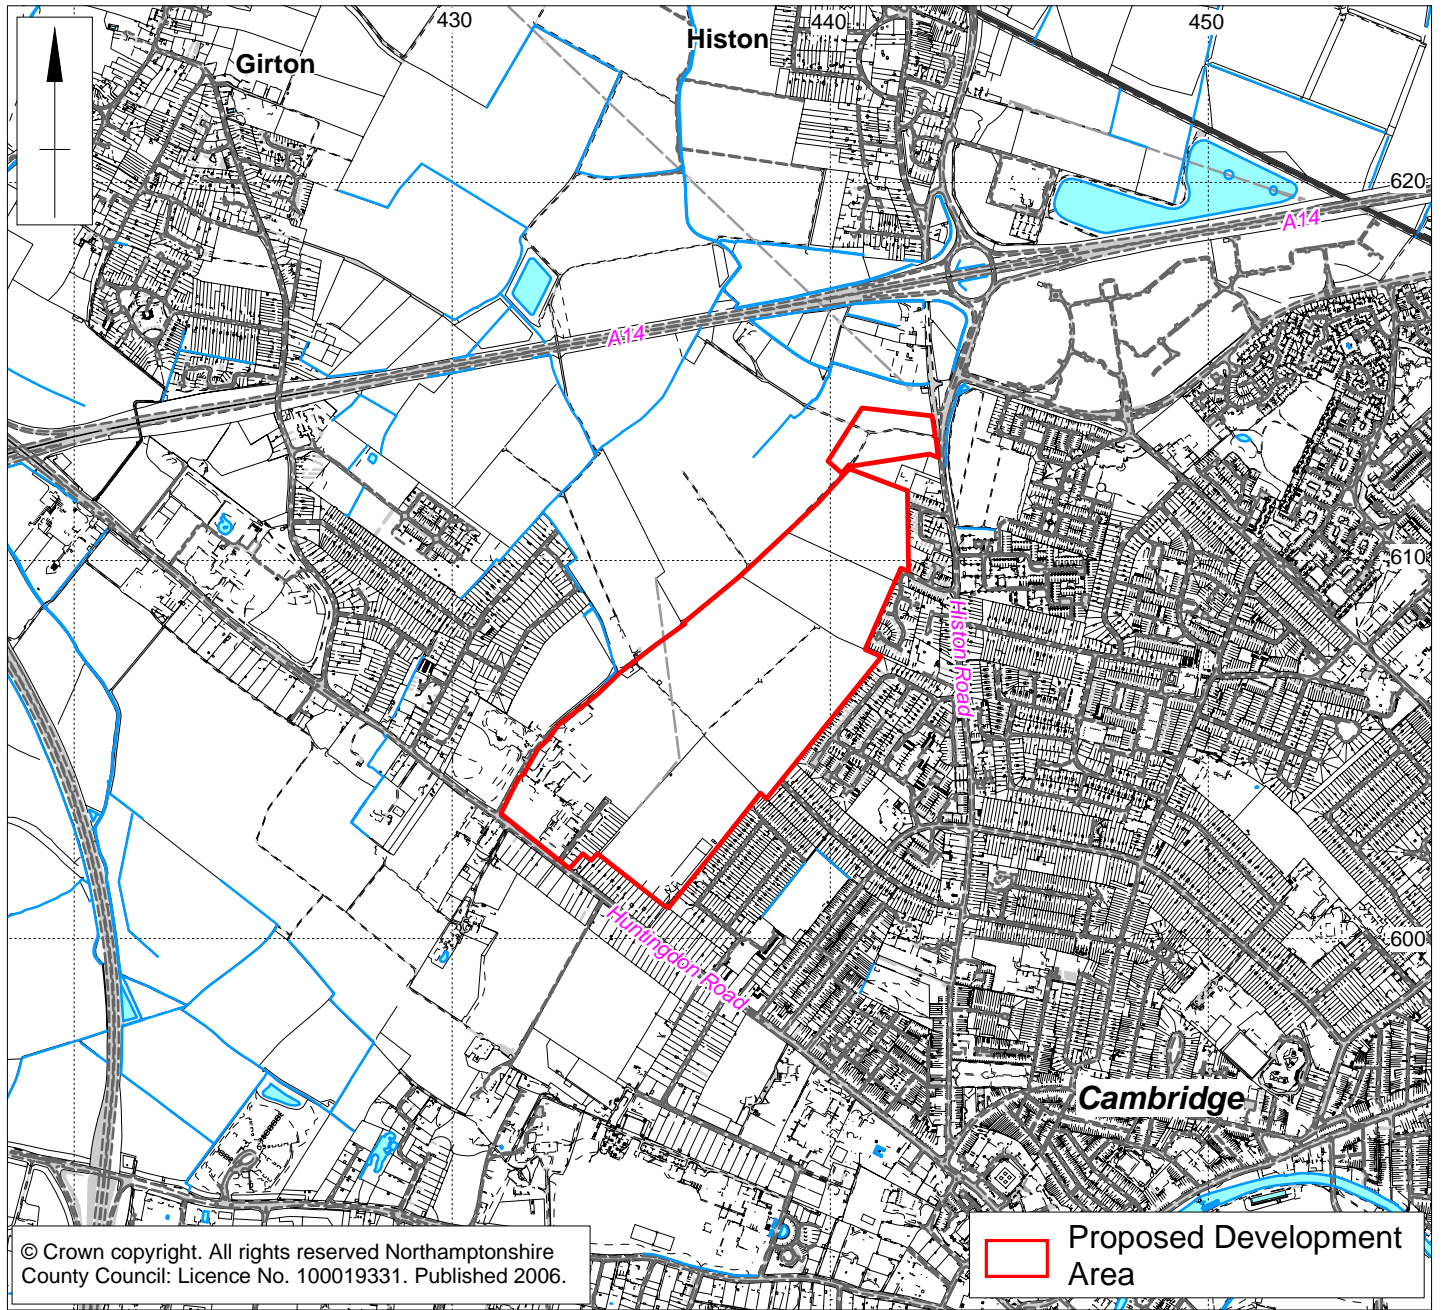 430
440
450
Girton
Histon
620
A14
A14
610
Histon Road
600
Huntingdon Road
Cambridge
© Crown copyright. All rights reserved Northamptonshire
County Council: Licence No. 100019331. Published 2006.
Proposed Development
Area